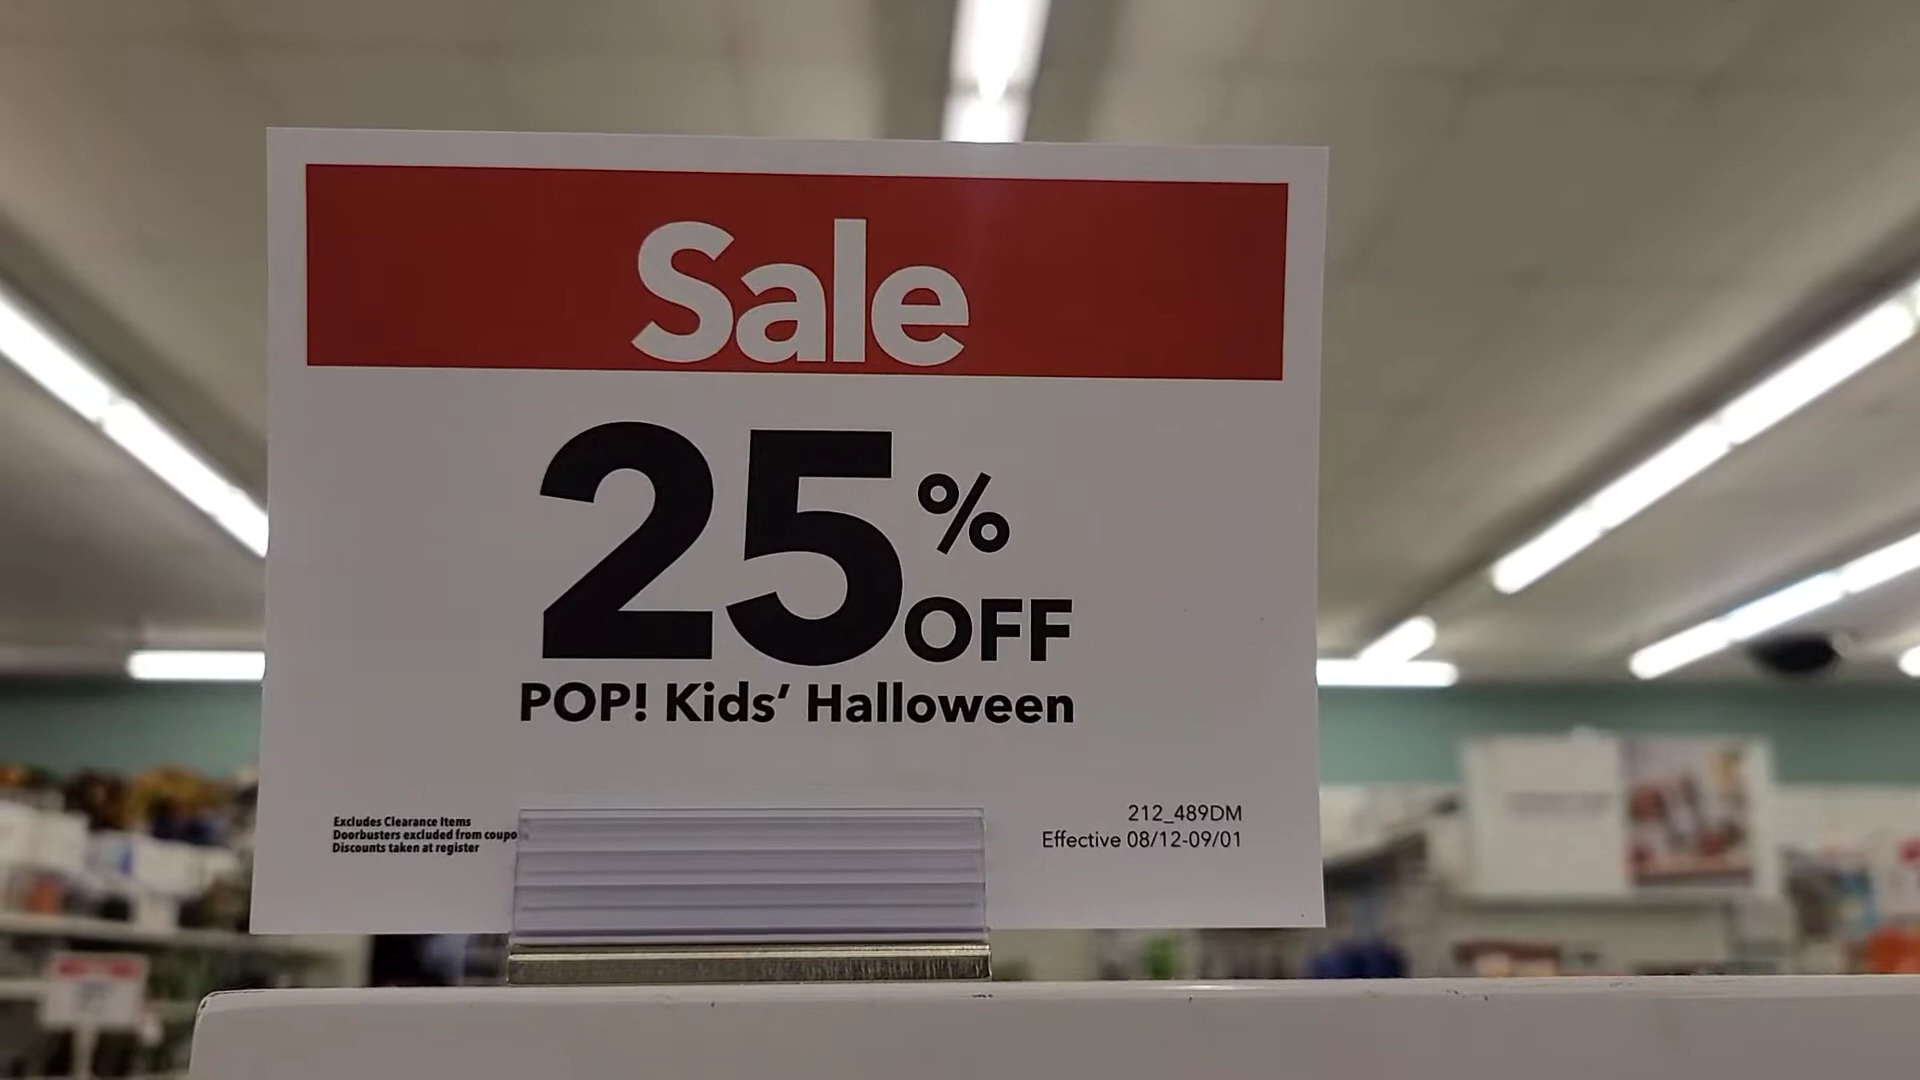 Sale
25%
OFF
POP! Kids' Halloween
Excludes Clearance Items
Doorbusters excluded from
Discounts taken at register
212_489DM
Effective 08/12-09/01